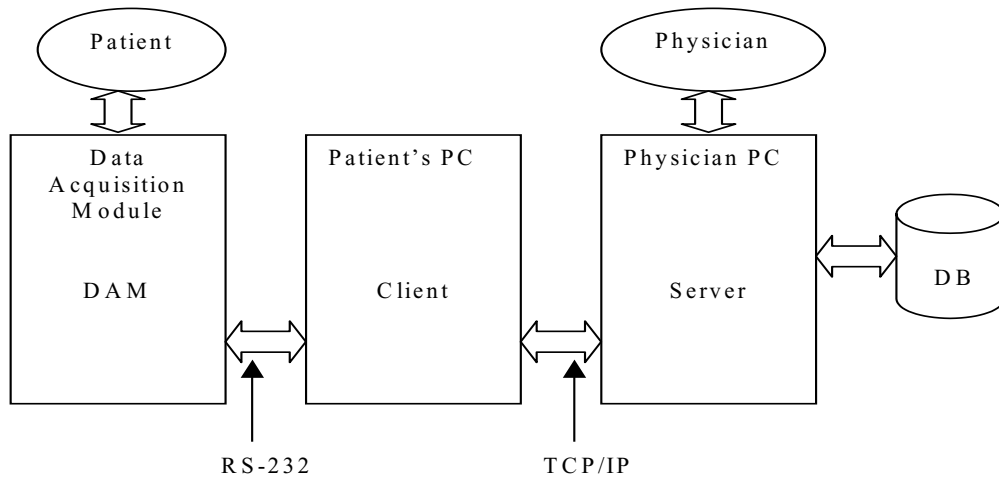 Patient
Physician
Data
Acquisition
Module
DAM
Patient's PC
Client
Physician PC
Server
DB
RS-232
TCP/IP